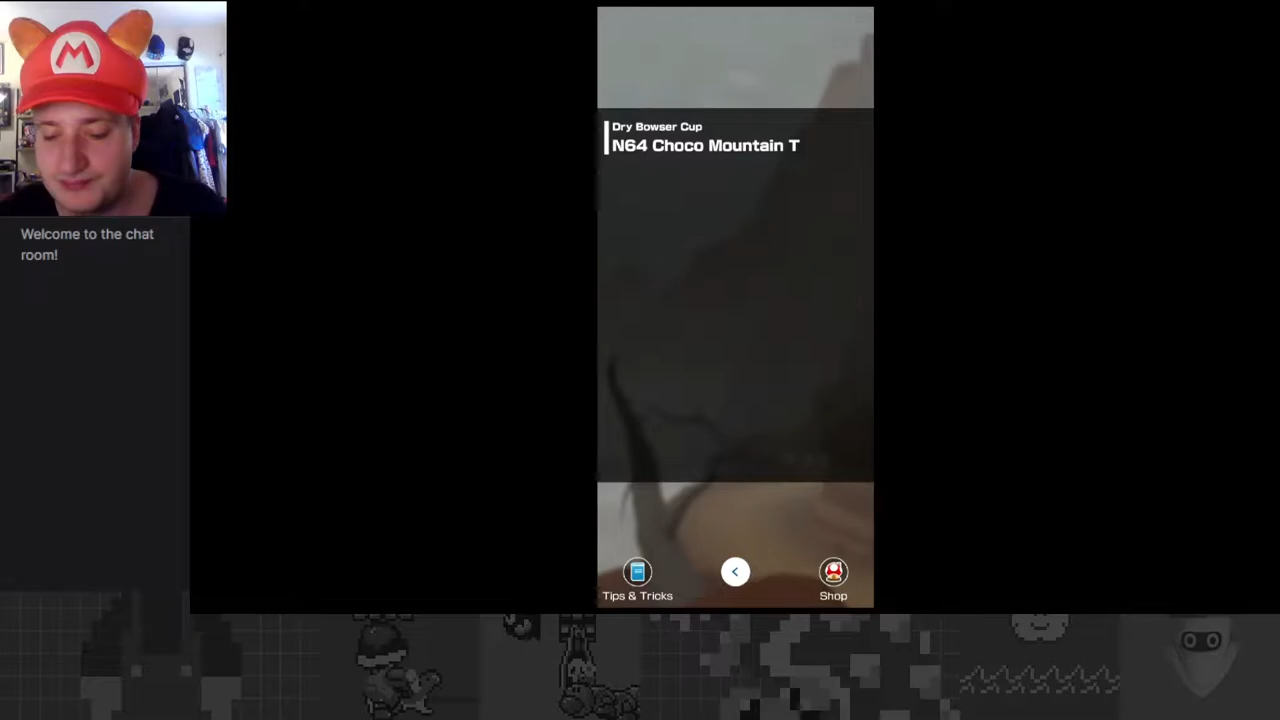 M
Welcome to the chat
room!
Dry Bowser Cup
N64 Choco Mountain T
Tips & Tricks
Shop